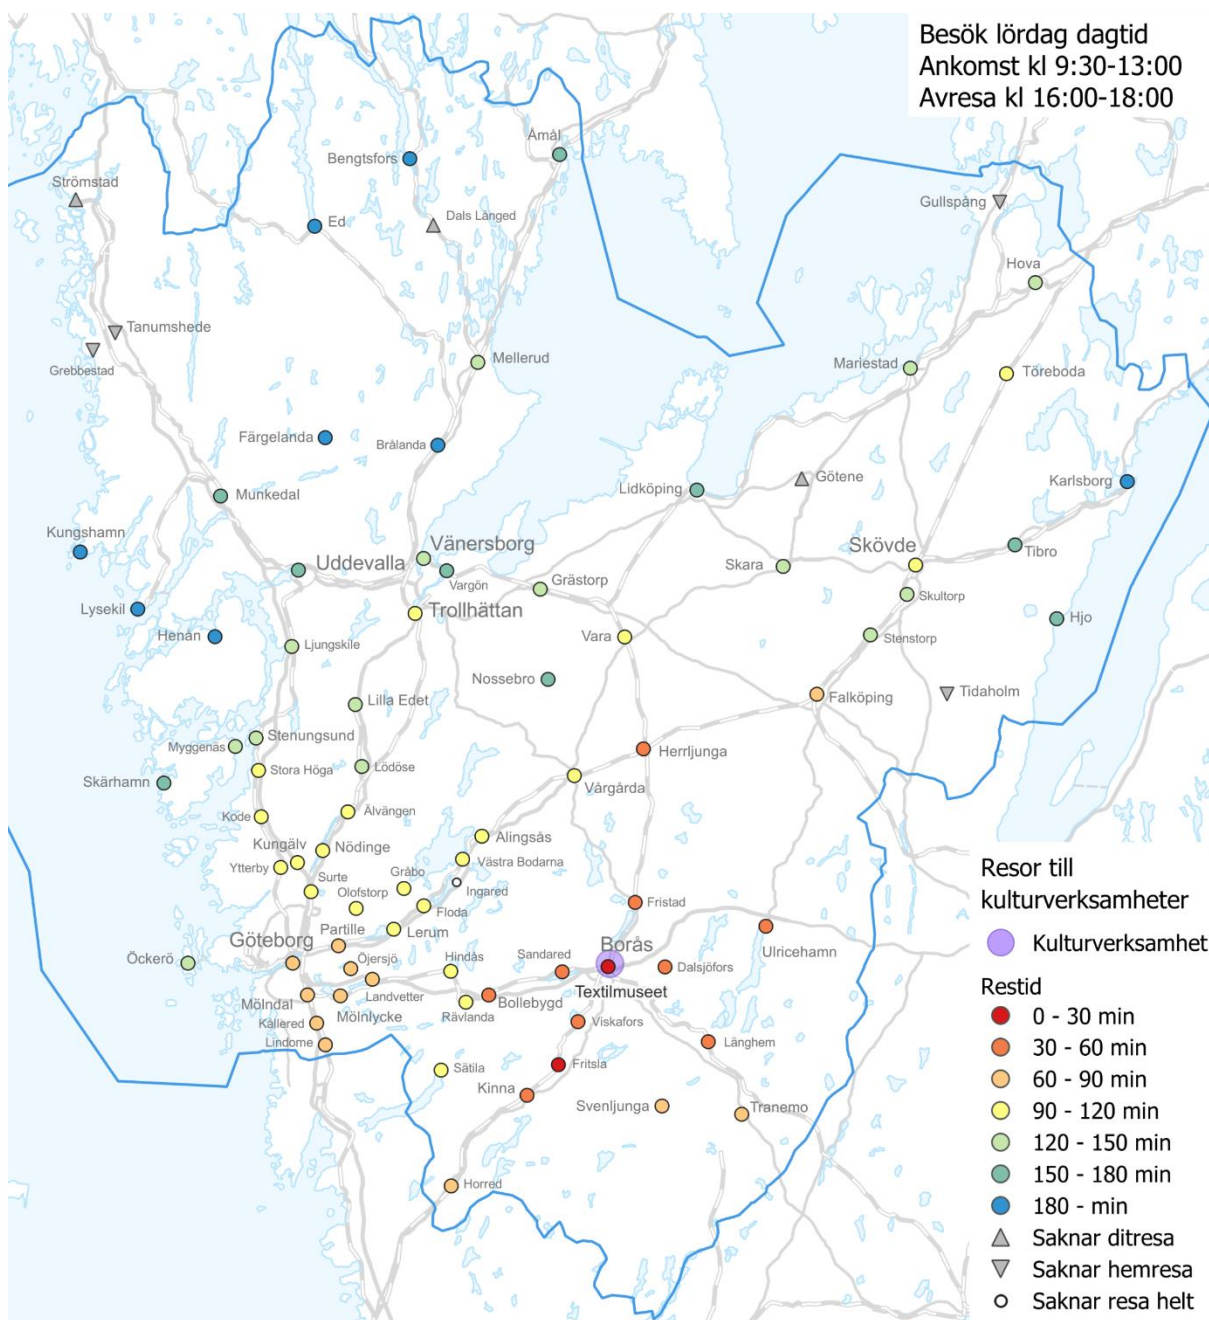 Besök lördag dagtid
Ankomst kl 9:30-13:00
Avresa kl 16:00-18:00
Åmål
Bengtsfors
Strömstad
Gullspång
Dals Långed
Ed
Hova
Tanumshede
Grebbestad
Mellerud
Mariestad
Töreboda
Färgelanda
Brålanda
Götene
Karlsborg
Lidköping
Munkedal
Kungshamn
Vänersborg
Skövde
Tibro
Uddevalla
Skara
Vargön
Grästorp
Skultorp
Lysekil
Trollhättan
Hjo
Henån
Ljungskile
Vara
Stenstorp
Nossebro
Tidaholm
Falköping
Lilla Edet
Stenungsund
Myggenäs
Herrljunga
Stora Höga
Lödöse
Skärhamn
Vårgårda
Kode
Älvängen
Alingsås
Kungälv
Nödinge
Västra Bodarna
Ytterby
Gråbo
Surte
Olofstorp
Ingared
Fristad
Floda
Partille
Lerum
Göteborg
Borås
Ulricehamn
Öckerö
Öjersjö
Hindås
Sandared
Dalsjöfors
Textilmuseet
Landvetter
Mölndal
Mölnlycke
Rävlanda
Bollebygd
Kållered
Viskafors
Lindome
Länghem
Sätila
Fritsla
Kinna
Svenljunga
Tranemo
Horred
Resor till
kulturverksamheter
Kulturverksamhet
Restid
0 - 30 min
30 - 60 min
60 - 90 min
90 - 120 min
120 - 150 min
150 - 180 min
180 - min
Saknar ditresa
Saknar hemresa
Saknar resa helt